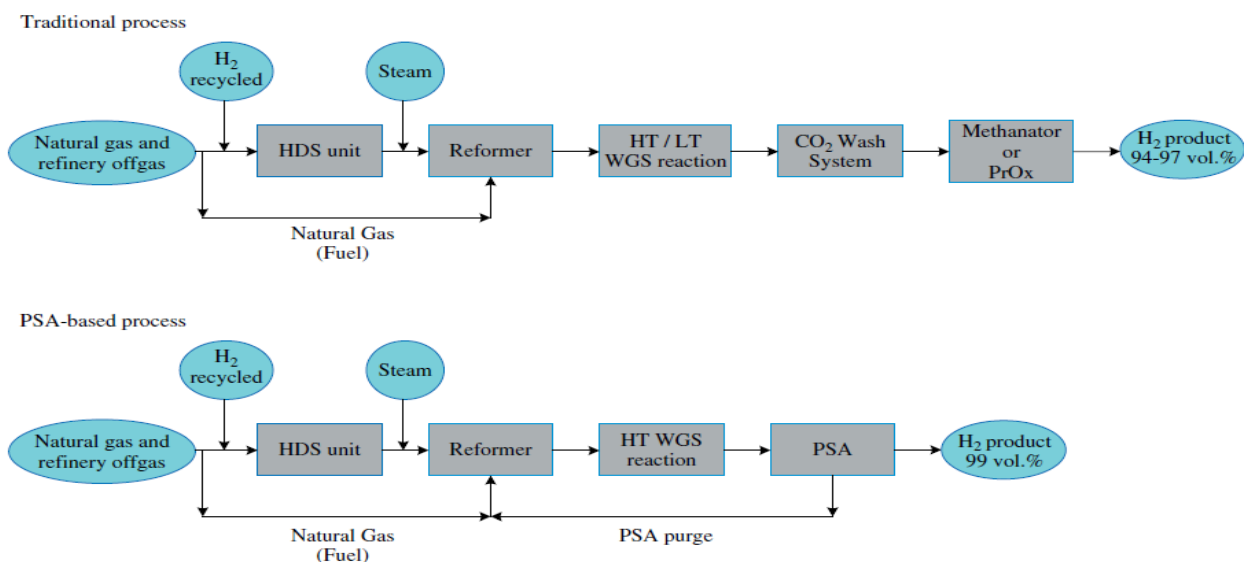 Traditional process
H2
recycled
Steam
Natural gas and
refinery offgas
HDS unit
Reformer
HT / LT
WGS reaction
CO2 Wash
System
Methanator
or
PrOx
H2 product
94-97 vol.%
Natural Gas
(Fuel)
PSA-based process
H2
recycled
Steam
Natural gas and
refinery offgas
HDS unit
Reformer
HT WGS
reaction
PSA
H2 product
99 vol.%
Natural Gas
(Fuel)
PSA purge